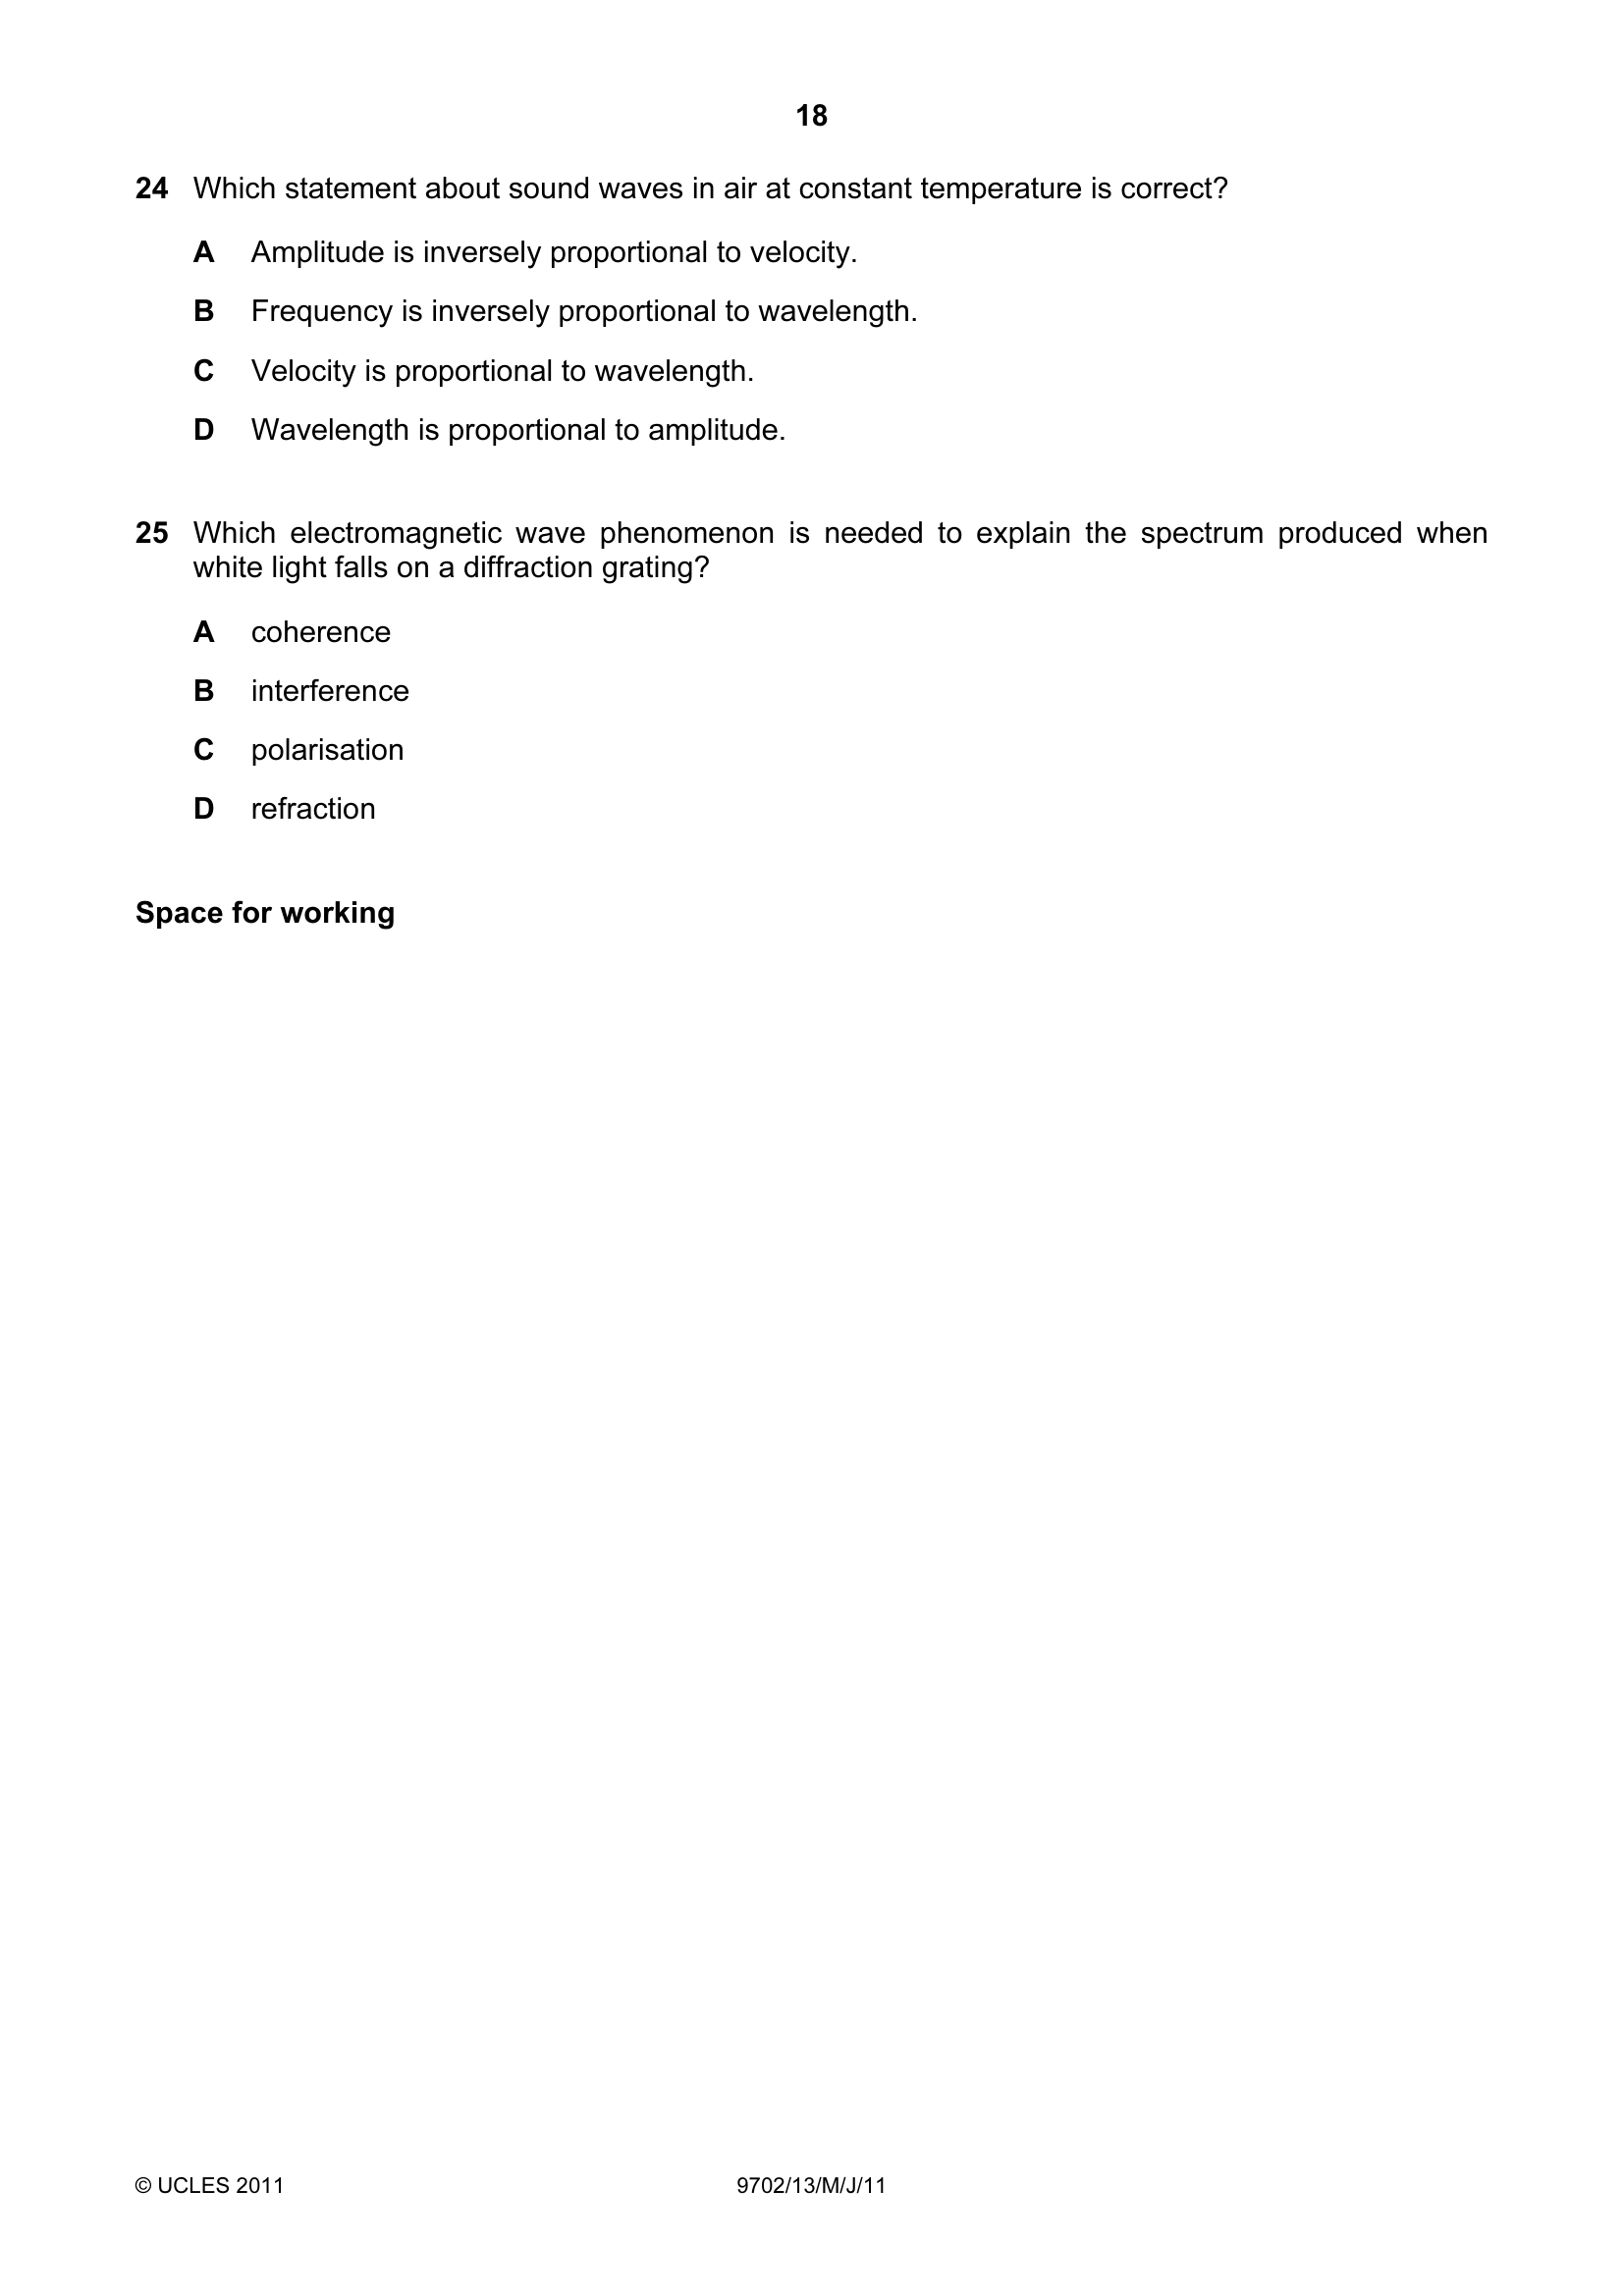 18
24 Which statement about sound waves in air at constant temperature is correct?
A Amplitude is inversely proportional to velocity.
B Frequency is inversely proportional to wavelength.
C Velocity is proportional to wavelength.
D Wavelength is proportional to amplitude.
25 Which electromagnetic wave phenomenon is needed to explain the spectrum produced when
white light falls on a diffraction grating?
A coherence
B interference
C polarisation
D refraction
Space for working
© UCLES 2011 9702/13/M/J/11